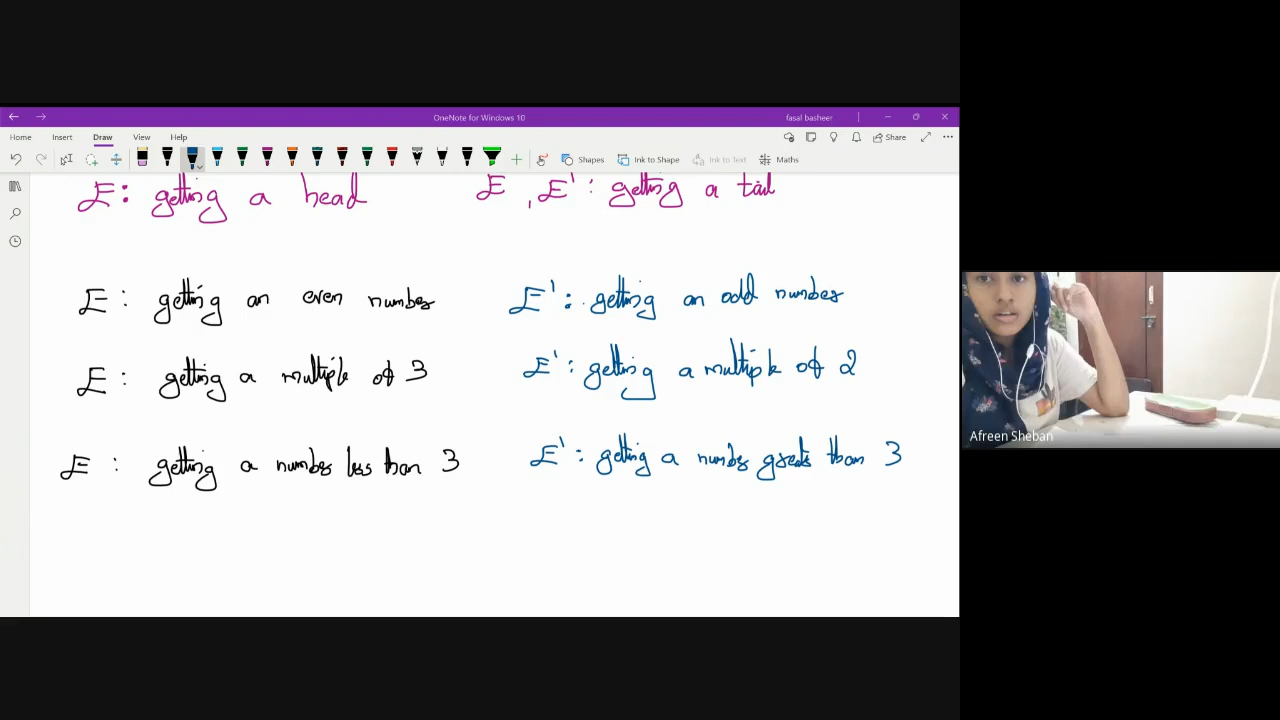 OneNote for Windows 10
fasal basheer
Home Insert Draw View Help
Share
Shapes Ink to Shape Ink to Text Maths
E: getting a head
E, E': getting a tail
E: getting an even number
E': getting an odd number
E: getting a multiple of 3
E': getting a multiple of 2
E: getting a number less than 3
E': getting a number greater than 3
Afreen Sheban